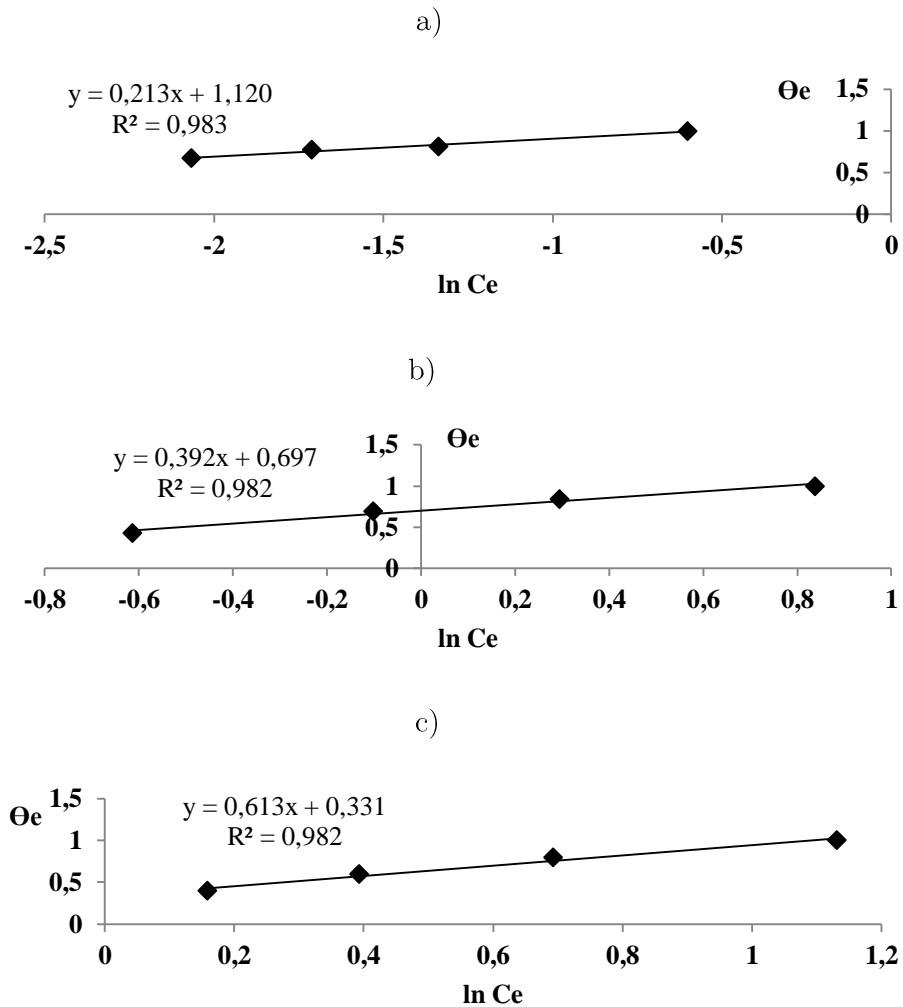 a)
y = 0,213x + 1,120
R² = 0,983
Өe
1,5
1
0,5
0
-2,5 -2 -1,5 -1 -0,5 0
ln Ce
b)
y = 0,392x + 0,697
R² = 0,982
1,5
Өe
1
0,5
0
-0,8 -0,6 -0,4 -0,2 0 0,2 0,4 0,6 0,8 1
ln Ce
c)
Өe
1,5
1
0,5
0
y = 0,613x + 0,331
R² = 0,982
0 0,2 0,4 0,6 0,8 1 1,2
ln Ce